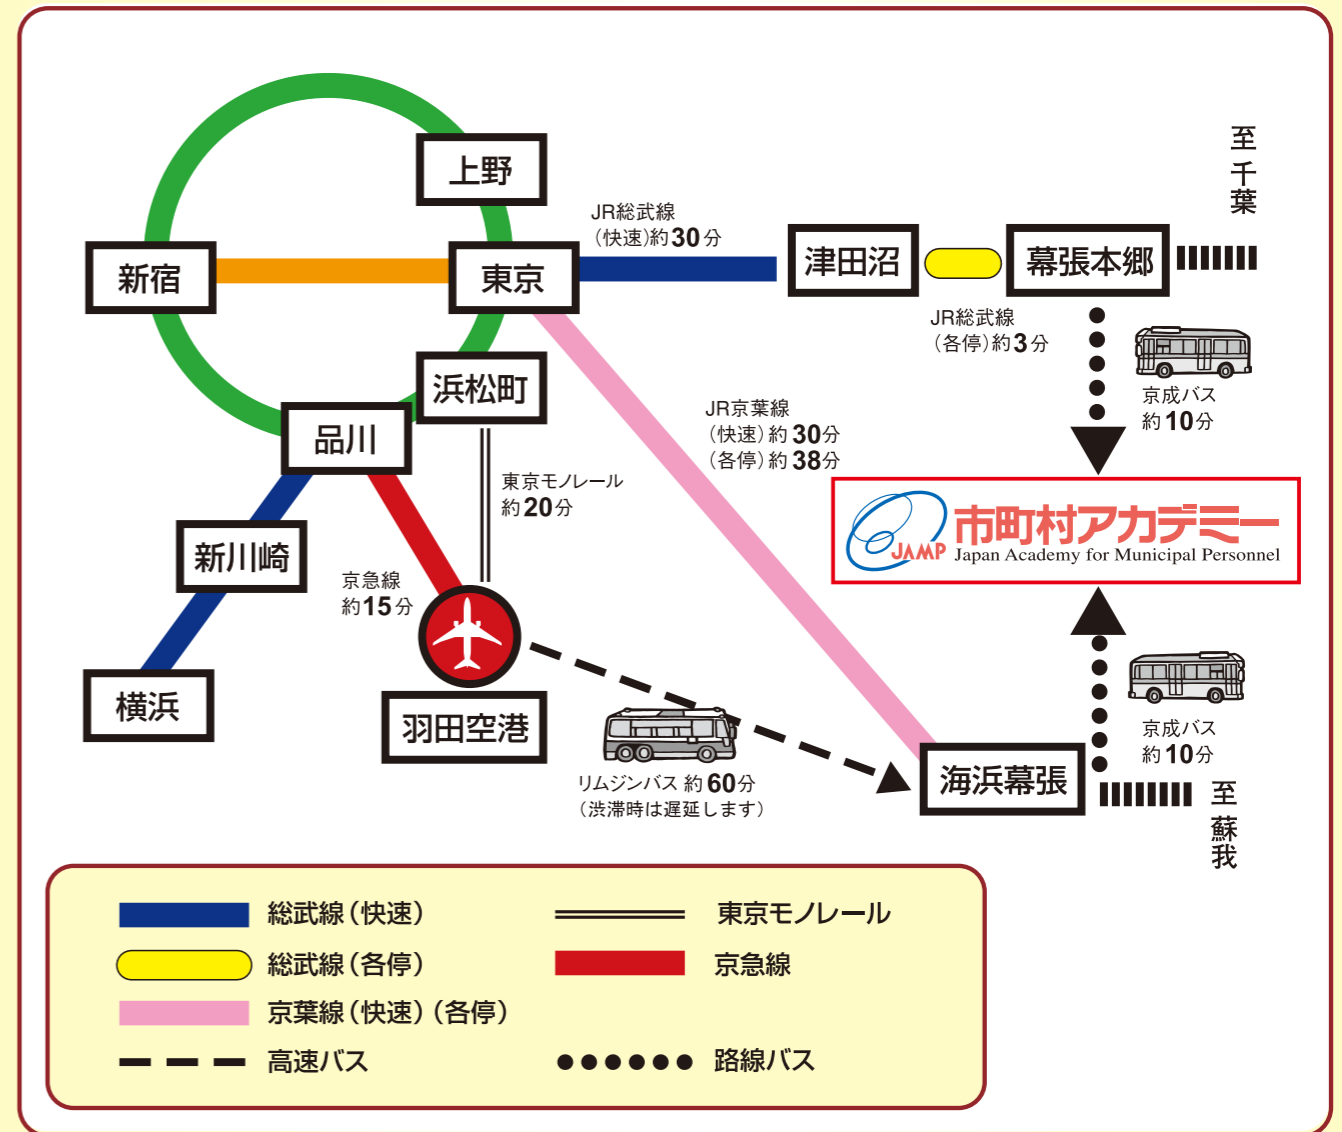 上野
新宿
東京
JR総武線
（快速）約30分
津田沼
幕張本郷
至千葉
JR総武線
（各停）約3分
京成バス
約10分
浜松町
品川
JR京葉線
（快速）約30分
（各停）約38分
東京モノレール
約20分
JAMP
市町村アカデミー
Japan Academy for Municipal Personnel
新川崎
京急線
約15分
横浜
羽田空港
リムジンバス 約60分
（渋滞時は遅延します）
海浜幕張
京成バス
約10分
至蘇我
総武線（快速）
総武線（各停）
京葉線（快速）（各停）
高速バス
東京モノレール
京急線
路線バス